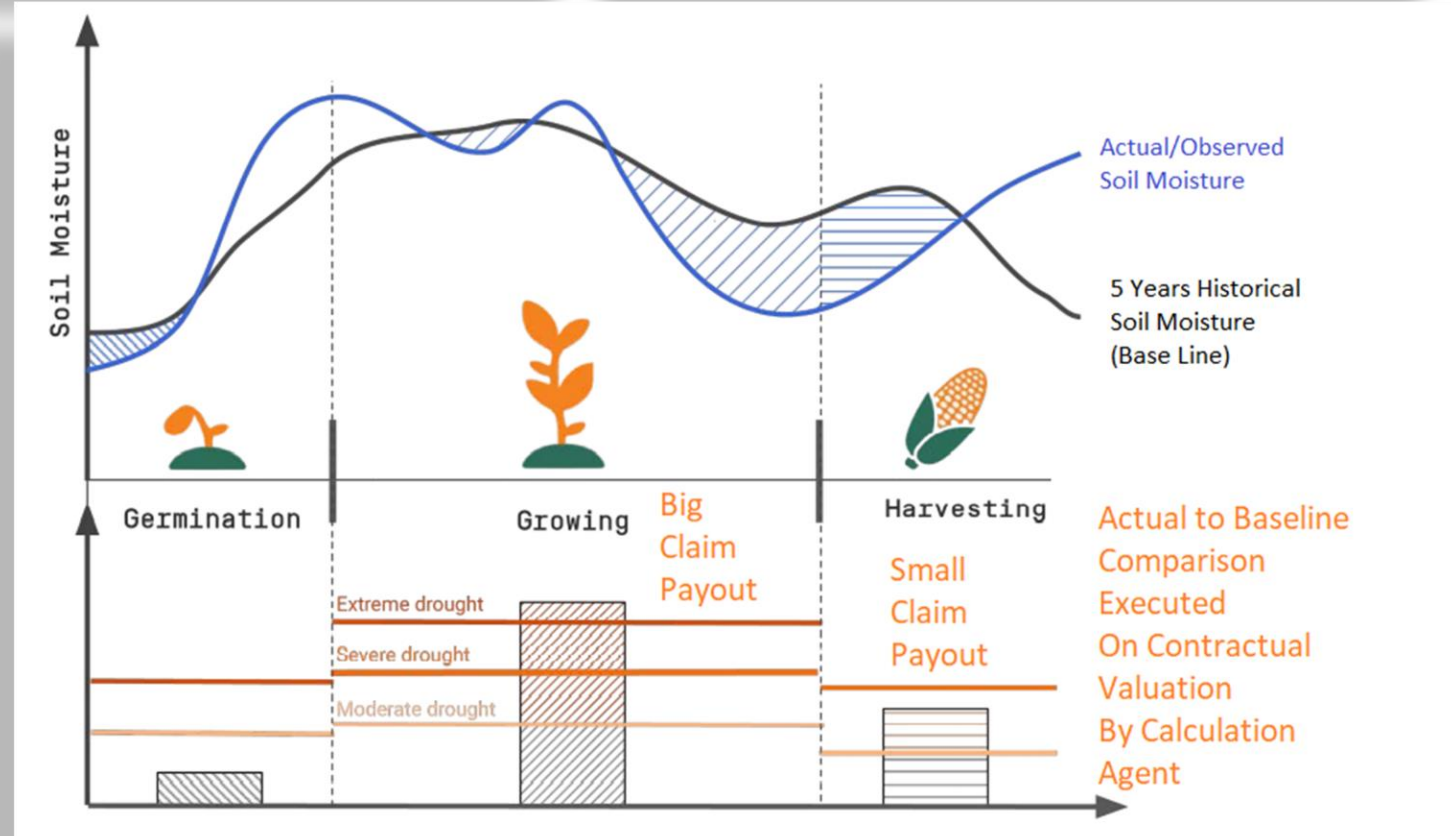 Soil Moisture
Actual/Observed
Soil Moisture
5 Years Historical
Soil Moisture
(Base Line)
Germination
Growing
Harvesting
Big
Claim
Payout
Small
Claim
Payout
Extreme drought
Severe drought
Moderate drought
Actual to Baseline
Comparison
Executed
On Contractual
Valuation
By Calculation
Agent